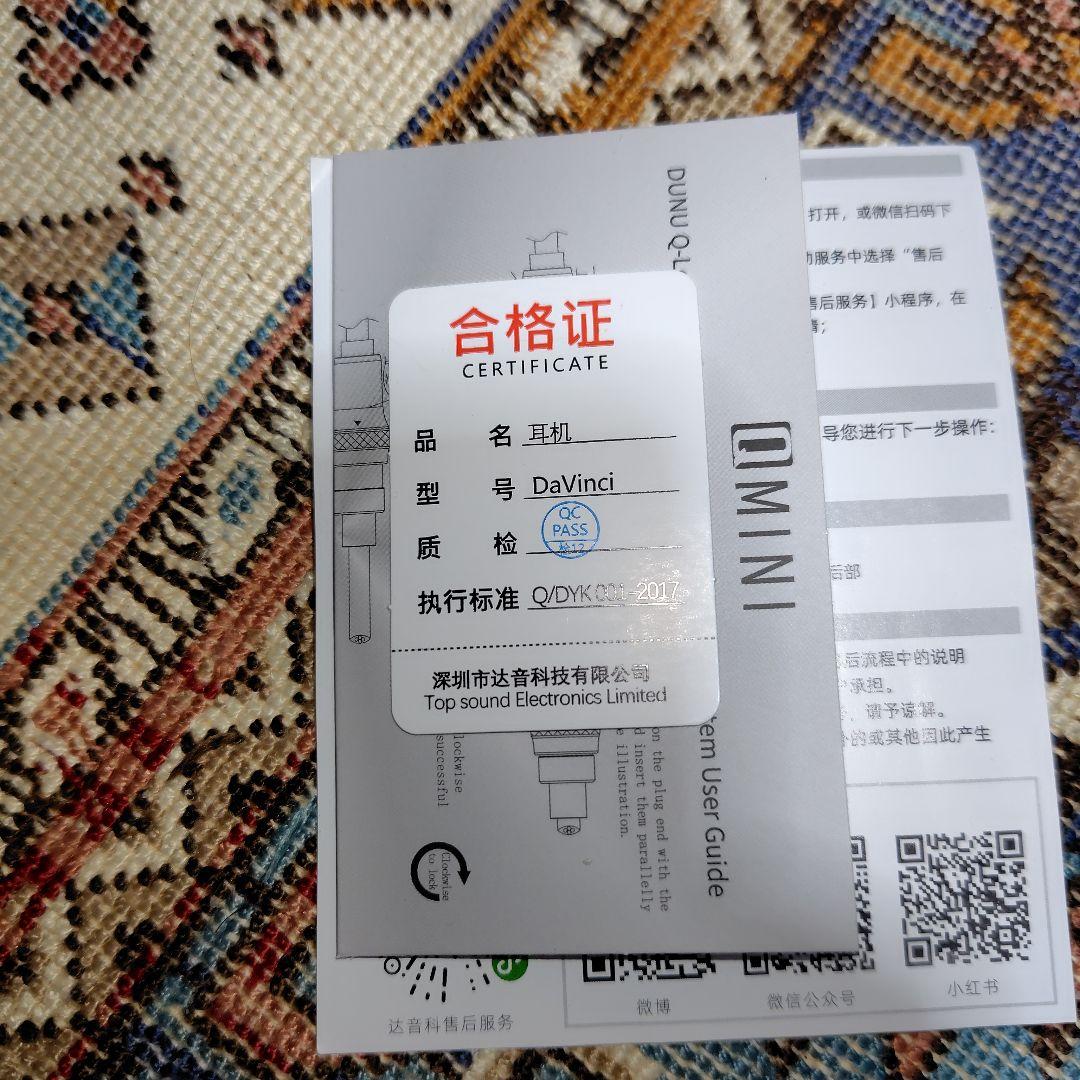 合格证
CERTIFICATE
品 名 耳机
型 号 DaVinci
质 检
QC
PASS
检12
执行标准 Q/DYK 001-2017
深圳市达音科技有限公司
Top sound Electronics Limited
DUNU Q-L
tem User Guide
QMINI
on the plug end with the
d insert them parallelly
e illustration.
lockwise
successful
Clockwise
to lock
打开，或微信扫码下
服务中选择“售后
售后服务】小程序，在
导您进行下一步操作：
后部
后流程中的说明
承担。
请予谅解。
的或其他因此产生
达音科售后服务
微博
微信公众号
小红书